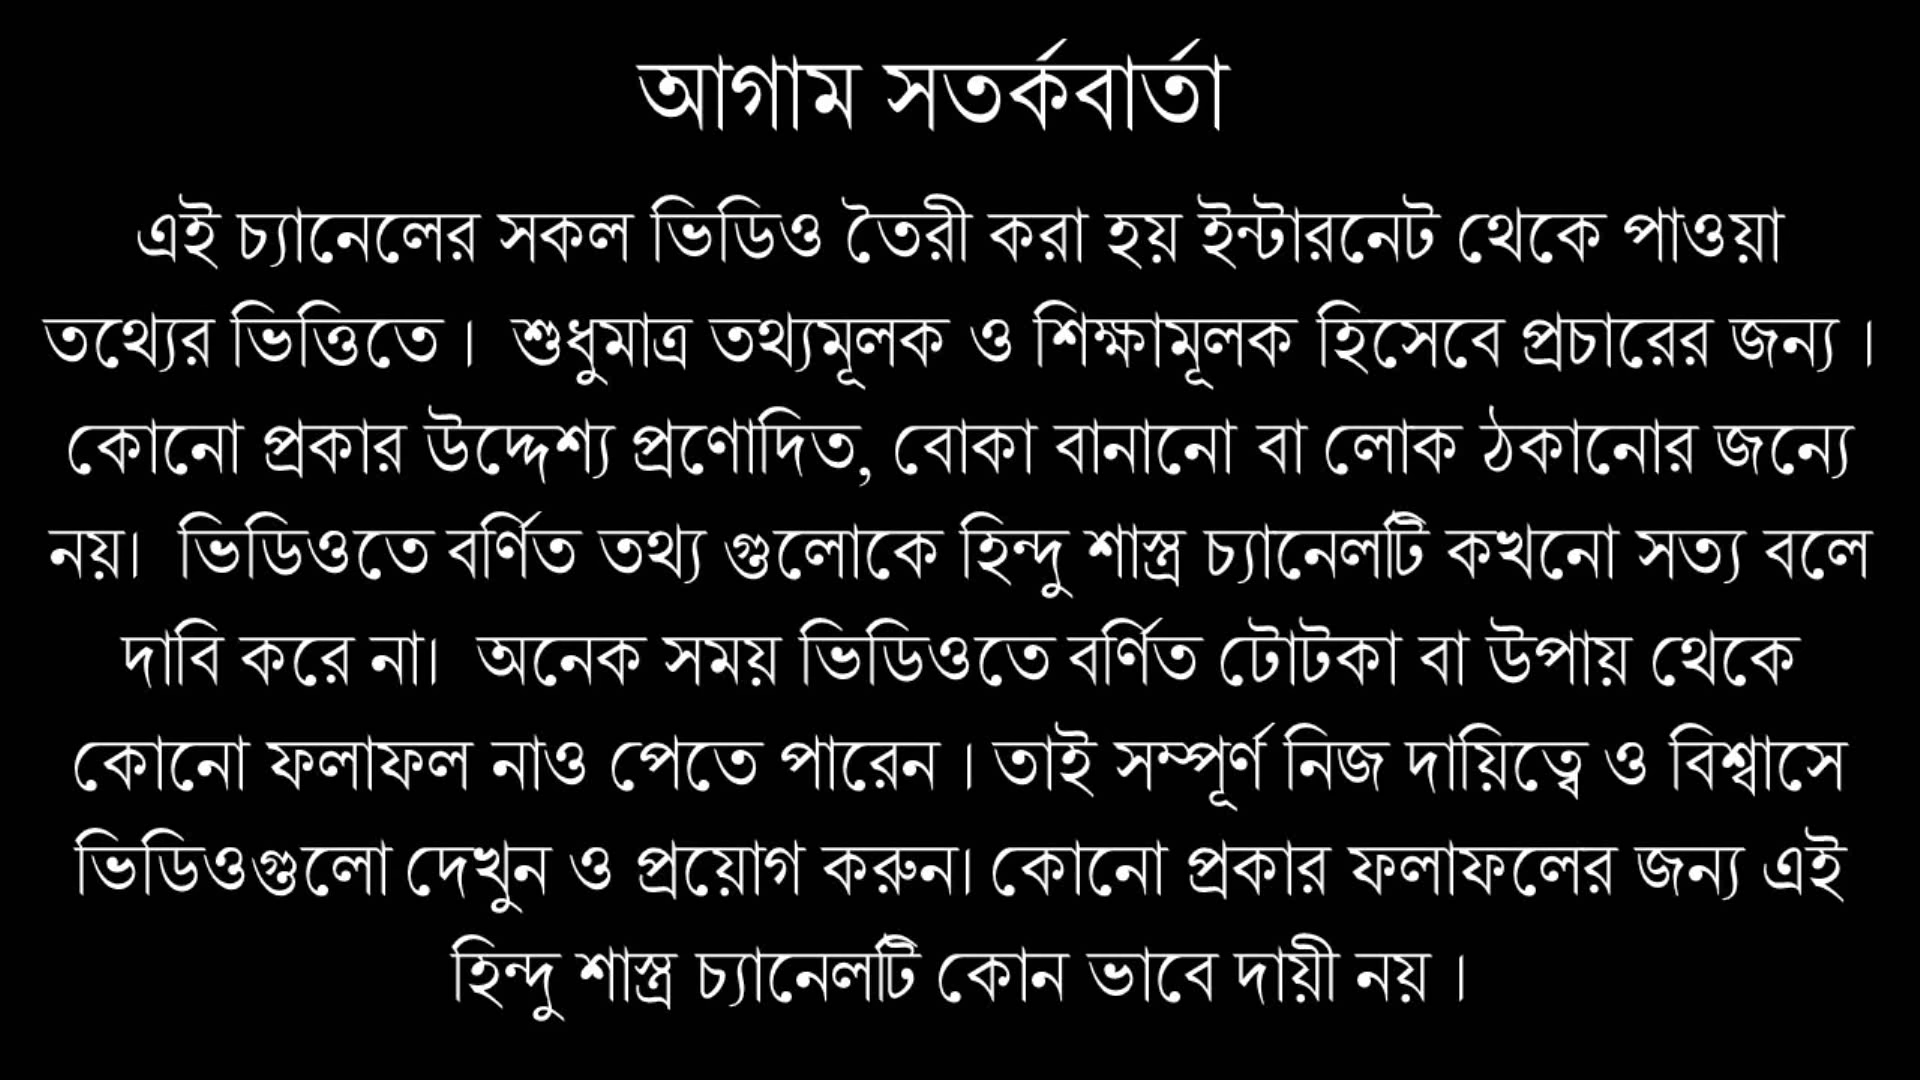 আগাম সতর্কবার্তা
এই চ্যানেলের সকল ভিডিও তৈরী করা হয় ইন্টারনেট থেকে পাওয়া
তথ্যের ভিত্তিতে। শুধুমাত্র তথ্যমূলক ও শিক্ষামূলক হিসেবে প্রচারের জন্য।
কোনো প্রকার উদ্দেশ্য প্রণোদিত, বোকা বানানো বা লোক ঠকানোর জন্যে
নয়। ভিডিওতে বর্ণিত তথ্য গুলোকে হিন্দু শাস্ত্র চ্যানেলটি কখনো সত্য বলে
দাবি করে না। অনেক সময় ভিডিওতে বর্ণিত টোটকা বা উপায় থেকে
কোনো ফলাফল নাও পেতে পারেন। তাই সম্পূর্ণ নিজ দায়িত্বে ও বিশ্বাসে
ভিডিওগুলো দেখুন ও প্রয়োগ করুন। কোনো প্রকার ফলাফলের জন্য এই
হিন্দু শাস্ত্র চ্যানেলটি কোন ভাবে দায়ী নয়।